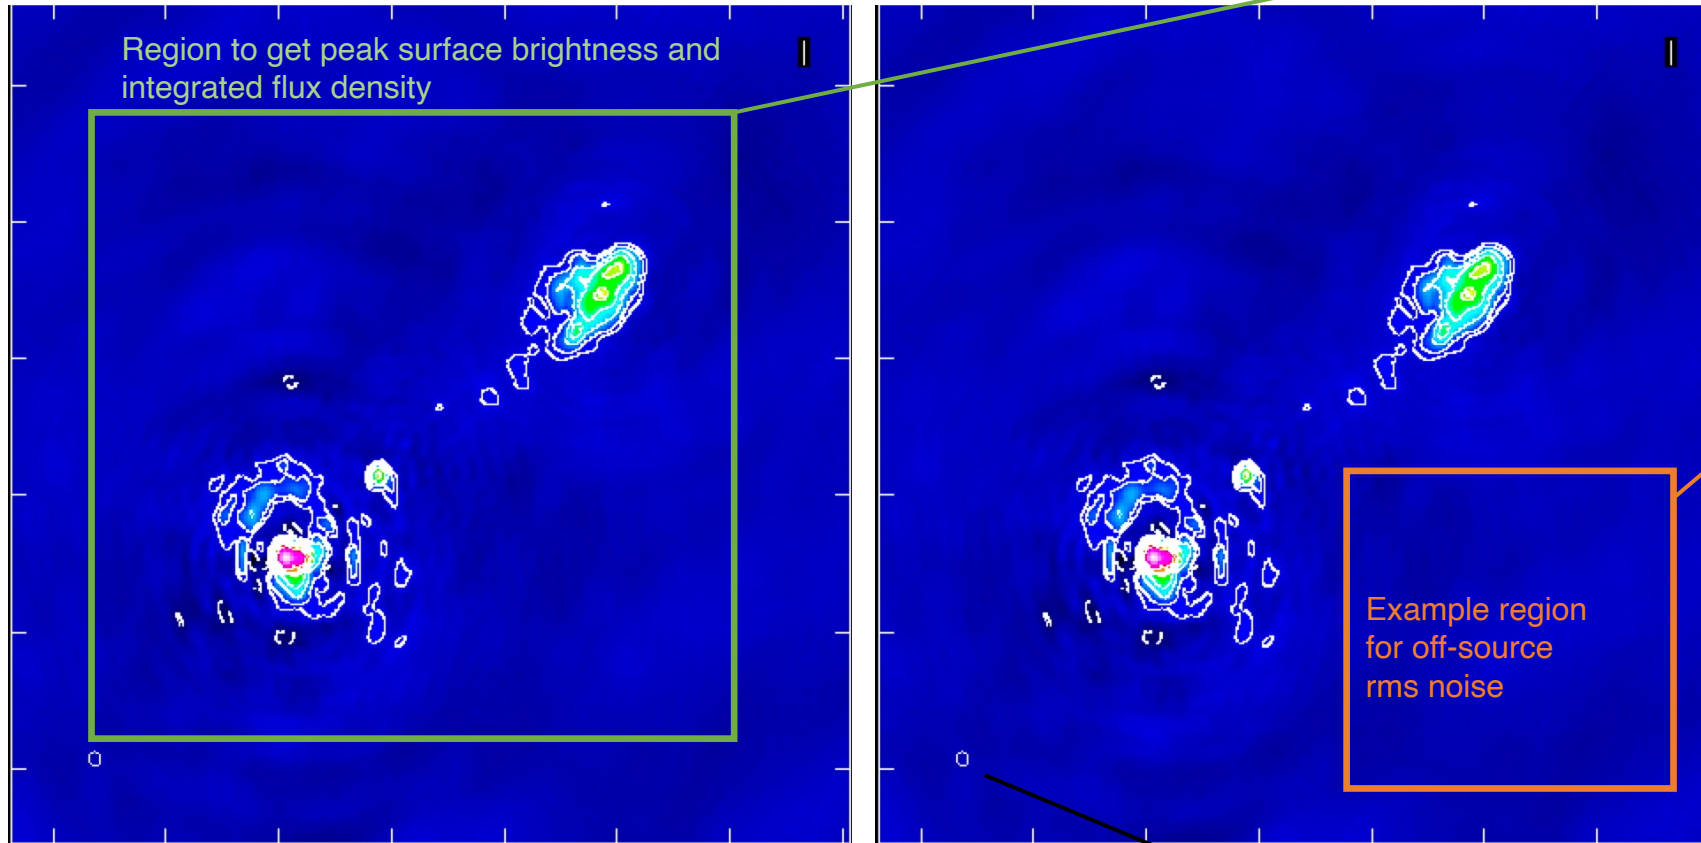 Region to get peak surface brightness and
integrated flux density
I
I
Example region
for off-source
rms noise